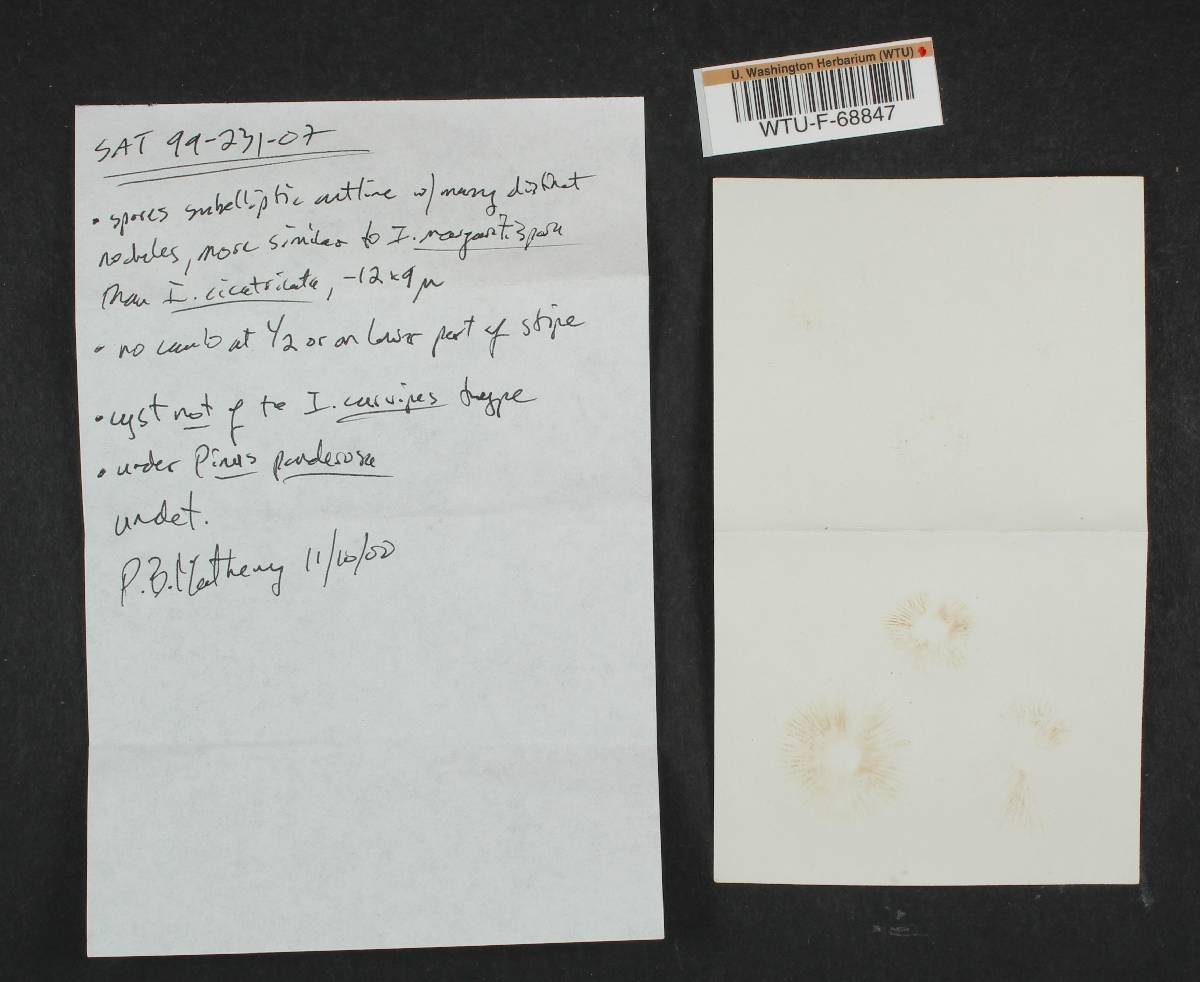 SAT 99-231-07
• spores subelliptic outline w/ many distinct
nodules, more similar to I. margaritispora
than I. cicatricata, -12 x 9 µ
• no caulo at 1/2 or on lower part of stipe
• cyst not of the I. curvipes type
• under Pinus ponderosa
undet.
P.B. Matheny 11/10/00
U. Washington Herbarium (WTU)
WTU-F-68847